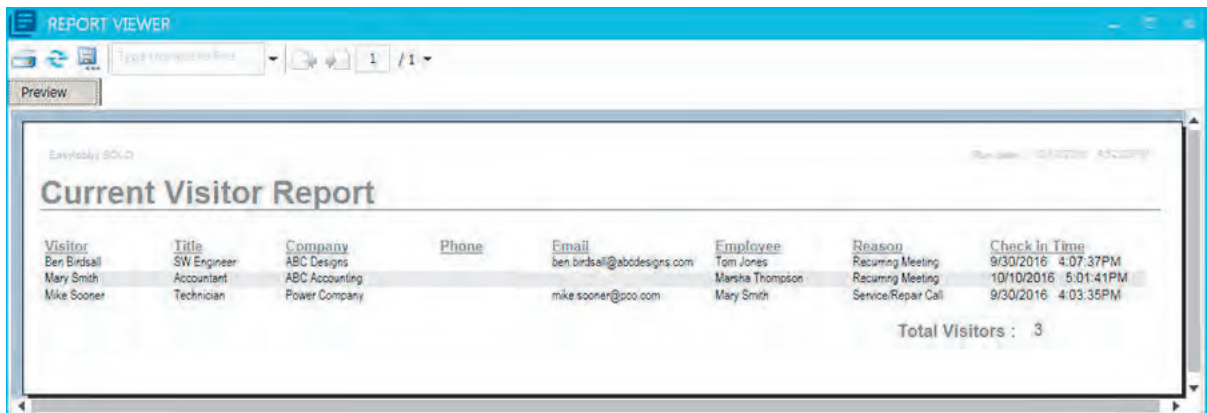 REPORT VIEWER
1 / 1
Preview
EasyLobby SOLO
Current Visitor Report
Visitor Title Company Phone Email Employee Reason Check In Time
Ben Birdsall SW Engineer ABC Designs ben.birdsall@abcdesigns.com Tom Jones Recurring Meeting 9/30/2016 4:07:37PM
Mary Smith Accountant ABC Accounting Marsha Thompson Recurring Meeting 10/10/2016 5:01:41PM
Mike Sooner Technician Power Company mike.sooner@pco.com Mary Smith Service/Repair Call 9/30/2016 4:03:35PM
Total Visitors : 3